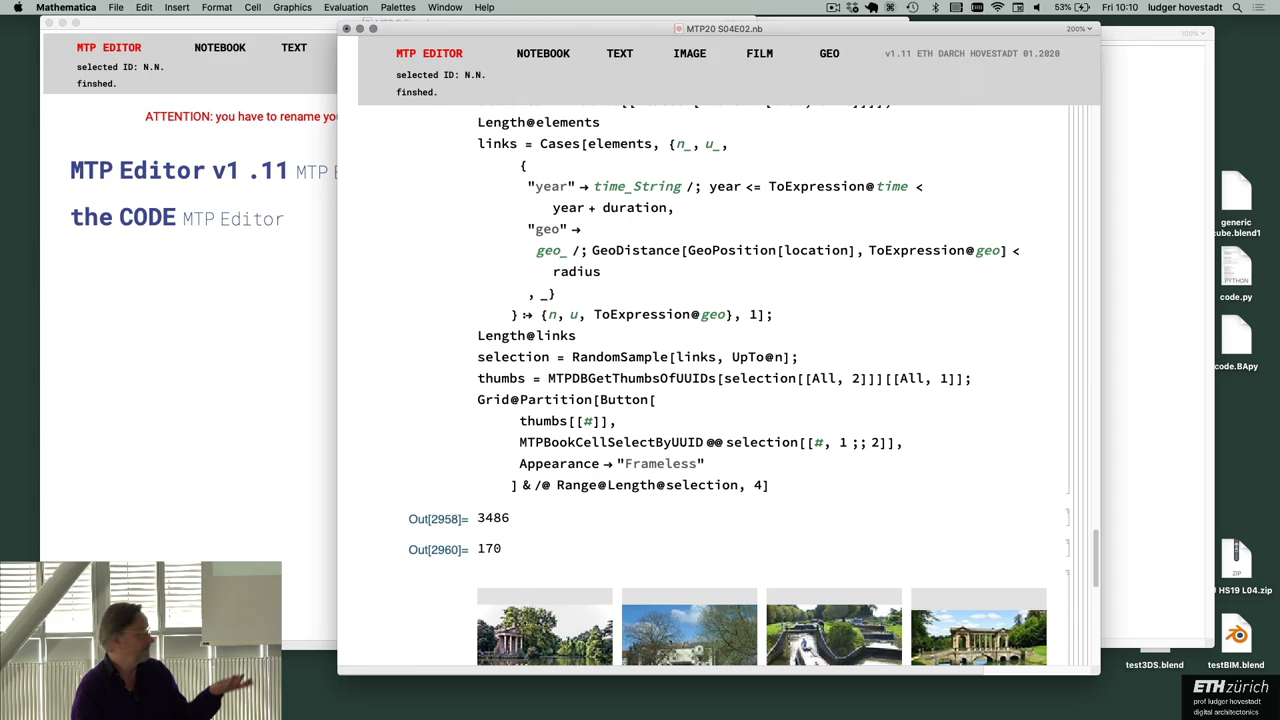 Mathematica File Edit Insert Format Cell Graphics Evaluation Palettes Window Help 53% Fri 10:10 ludger hovestadt
MTP20 S04E02.nb
200%
100%
MTP EDITOR NOTEBOOK TEXT
selected ID: N.N.
finshed.
ATTENTION: you have to rename you
MTP Editor v1 .11 MTP E
the CODE MTP Editor
MTP EDITOR NOTEBOOK TEXT IMAGE FILM GEO v1.11 ETH DARCH HOVESTADT 01.2020
selected ID: N.N.
finshed.
Length@elements
links = Cases[elements, {n_, u_,
{
"year"→time_String /; year <= ToExpression@time <
year + duration,
"geo"→
geo_ /; GeoDistance[GeoPosition[location], ToExpression@geo] <
radius
, _}
} :→ {n, u, ToExpression@geo}, 1];
Length@links
selection = RandomSample[links, UpTo@n];
thumbs = MTPDBGetThumbsOfUUIDs[selection[[All, 2]]][[All, 1]];
Grid@Partition[Button[
thumbs[[#]],
MTPBookCellSelectByUUID@@selection[[#, 1 ;; 2]],
Appearance→"Frameless"
] & /@ Range@Length@selection, 4]
Out[2958]= 3486
Out[2960]= 170
generic
cube.blend1
PYTHON
code.py
code.BApy
ZIP
HS19 L04.zip
test3DS.blend
testBIM.blend
ETH zürich
prof ludger hovestadt
digital architectonics